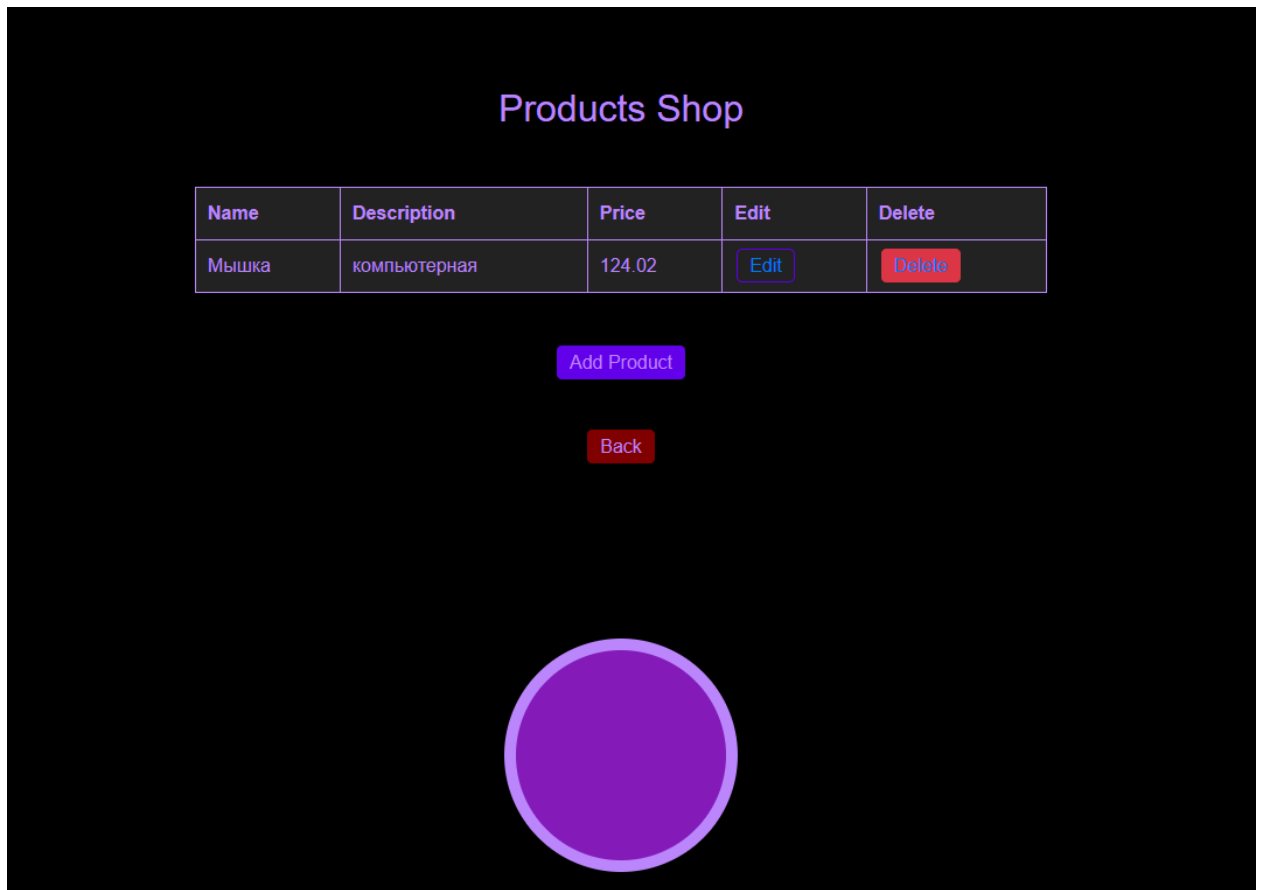 Products Shop
Name Description Price Edit Delete
Мышка компьютерная 124.02 Edit Delete
Add Product
Back